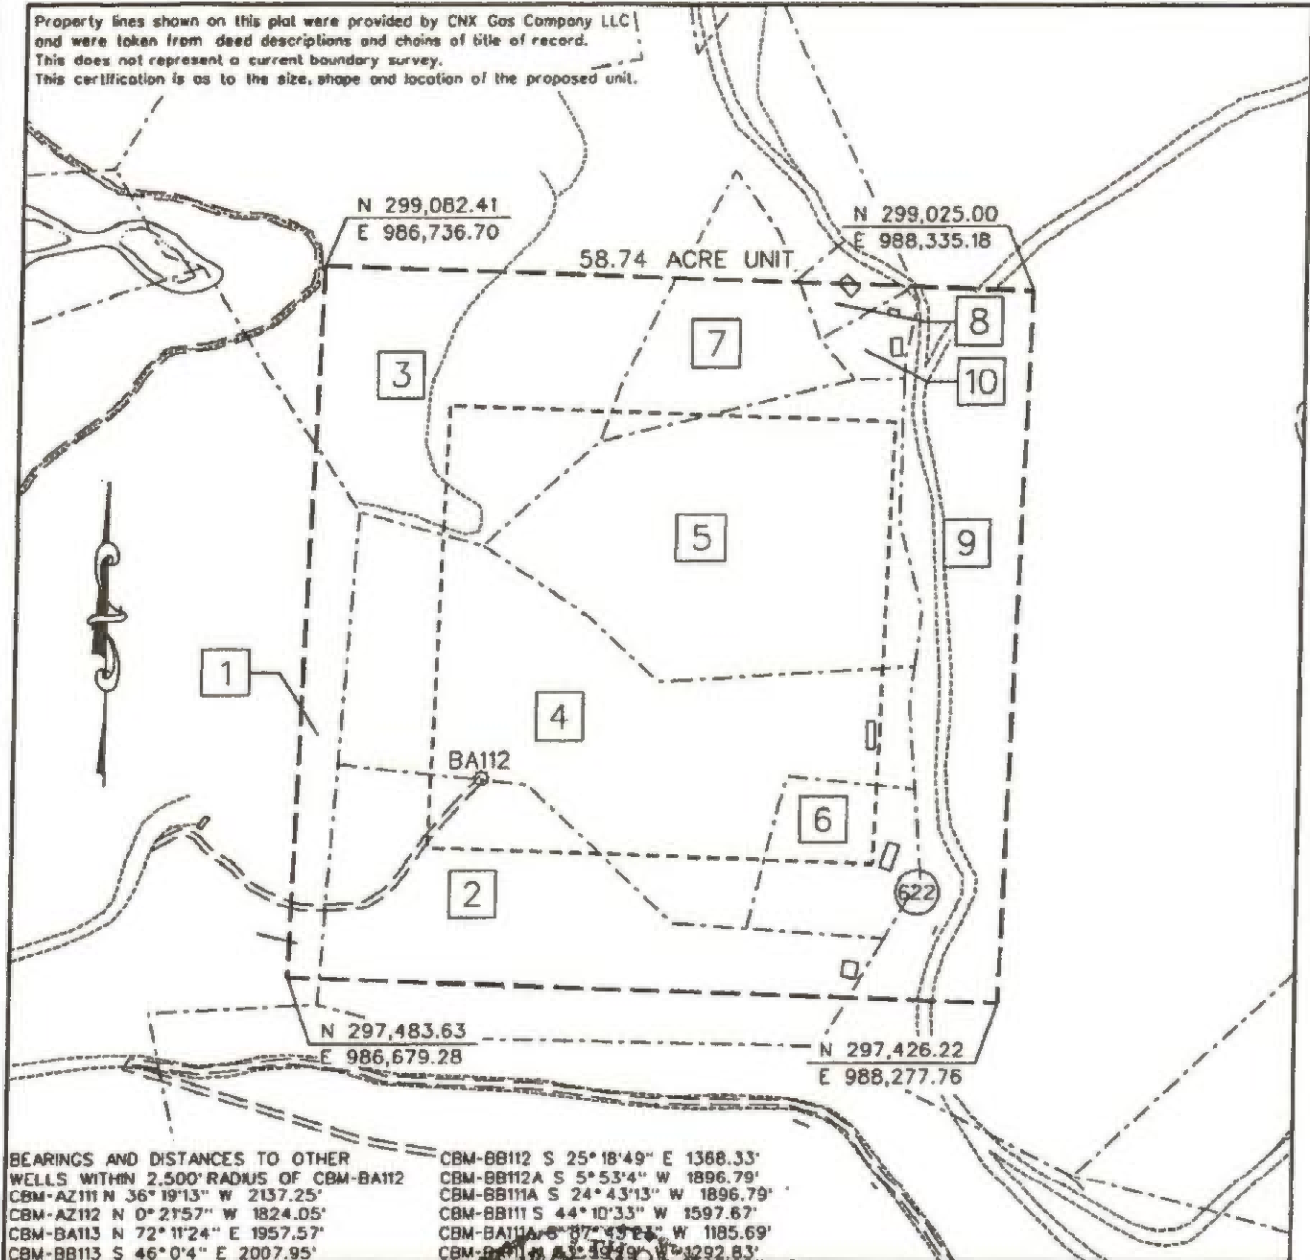 Property lines shown on this plat were provided by CNX Gas Company LLC
and were taken from deed descriptions and chains of title of record.
This does not represent a current boundary survey.
This certification is as to the size, shape and location of the proposed unit.
N 299,082.41
E 986,736.70
N 299,025.00
E 988,335.18
58.74 ACRE UNIT
8
7
3
10
5
9
1
4
BA112
6
2
622
N 297,483.63
E 986,679.28
N 297,426.22
E 988,277.76
BEARINGS AND DISTANCES TO OTHER
WELLS WITHIN 2,500' RADIUS OF CBM-BA112
CBM-AZ111 N 36°19'13" W 2137.25'
CBM-AZ112 N 0°21'57" W 1824.05'
CBM-BA113 N 72°11'24" E 1957.57'
CBM-BB113 S 46°0'4" E 2007.95'
CBM-BB112 S 25°18'49" E 1368.33'
CBM-BB112A S 5°53'4" W 1896.79'
CBM-BB111A S 24°43'13" W 1896.79'
CBM-BB111 S 44°10'33" W 1597.67'
CBM-BA111A W 1185.69'
W 1292.83'